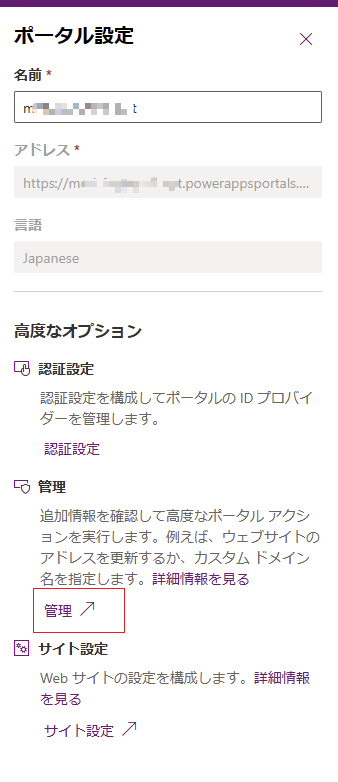 ポータル設定
名前 *
アドレス *
言語
Japanese
高度なオプション
認証設定
認証設定を構成してポータルの ID プロバイ
ダーを管理します。
認証設定
管理
追加情報を確認して高度なポータル アクショ
ンを実行します。例えば、ウェブサイトの
アドレスを更新するか、カスタム ドメイン
名を指定します。詳細情報を見る
管理
サイト設定
Web サイトの設定を構成します。詳細情報
を見る
サイト設定